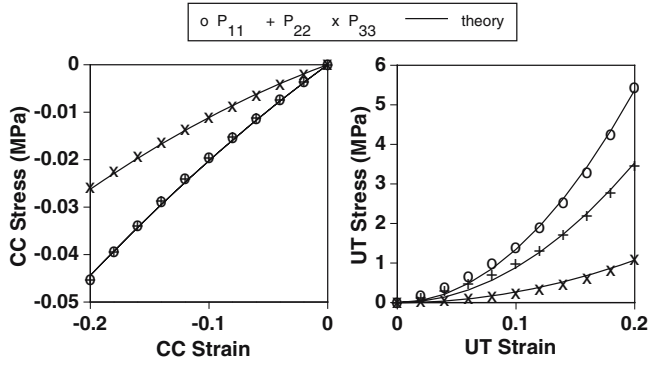 o P11 + P22 x P33 theory
0
-0.01
-0.02
-0.03
-0.04
-0.05
-0.2 -0.1 0
CC Strain
CC Stress (MPa)
6
5
4
3
2
1
0
0 0.1 0.2
UT Strain
UT Stress (MPa)